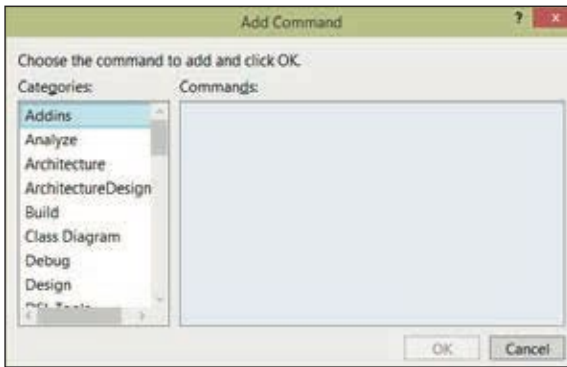 Add Command
?
x
Choose the command to add and click OK.
Categories:
Commands:
Addins
Analyze
Architecture
ArchitectureDesign
Build
Class Diagram
Debug
Design
OK
Cancel